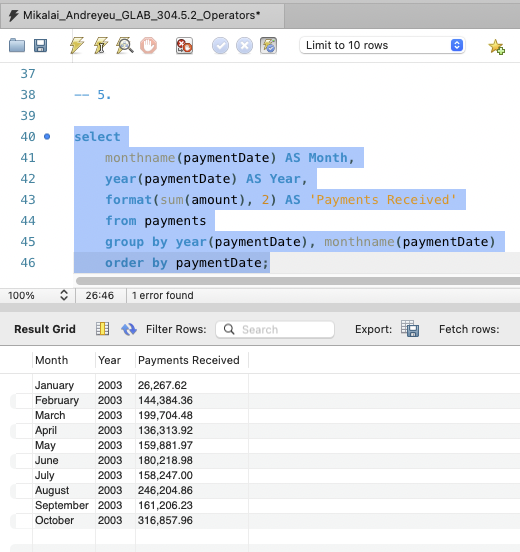 Mikalai_Andreyeu_GLAB_304.5.2_Operators*
Limit to 10 rows
37
38 -- 5.
39
40 select
41 monthname(paymentDate) AS Month,
42 year(paymentDate) AS Year,
43 format(sum(amount), 2) AS 'Payments Received'
44 from payments
45 group by year(paymentDate), monthname(paymentDate)
46 order by paymentDate;
100% 26:46 1 error found
Result Grid Filter Rows: Search Export: Fetch rows:
Month Year Payments Received
January 2003 26,267.62
February 2003 144,384.36
March 2003 199,704.48
April 2003 136,313.92
May 2003 159,881.97
June 2003 180,218.98
July 2003 158,247.00
August 2003 246,204.86
September 2003 161,206.23
October 2003 316,857.96